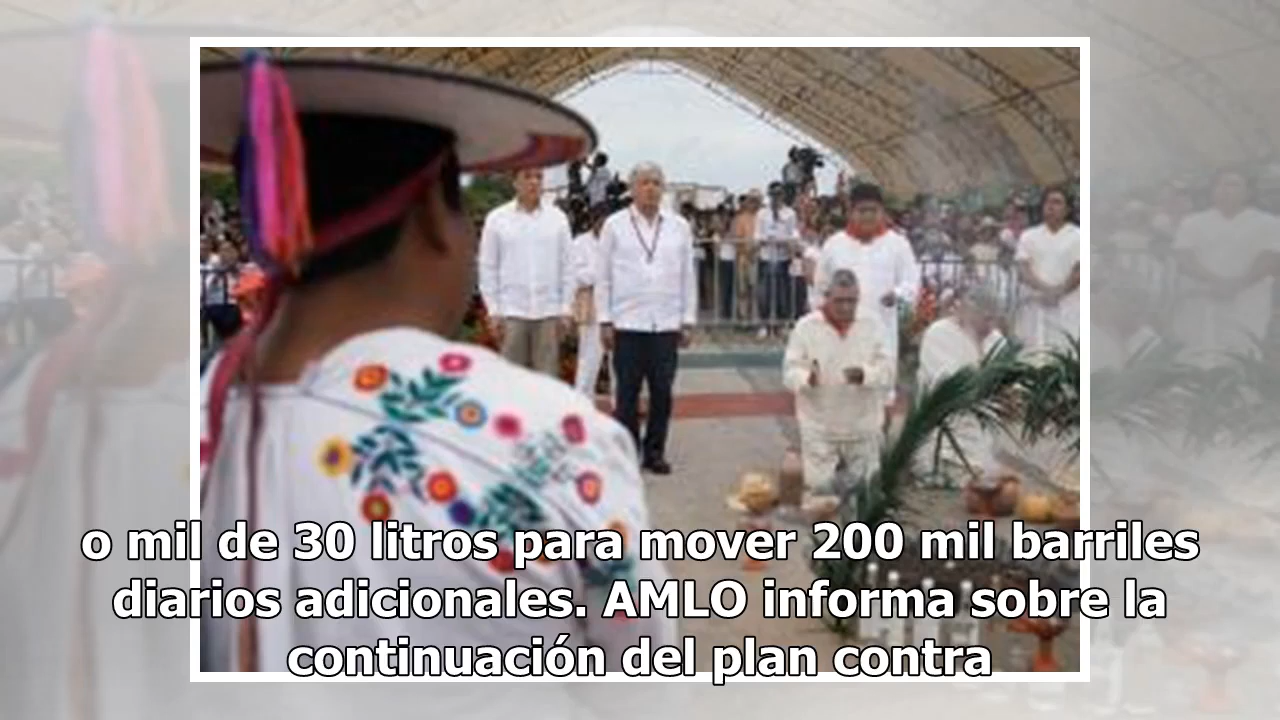 o mil de 30 litros para mover 200 mil barriles
diarios adicionales. AMLO informa sobre la
continuación del plan contra